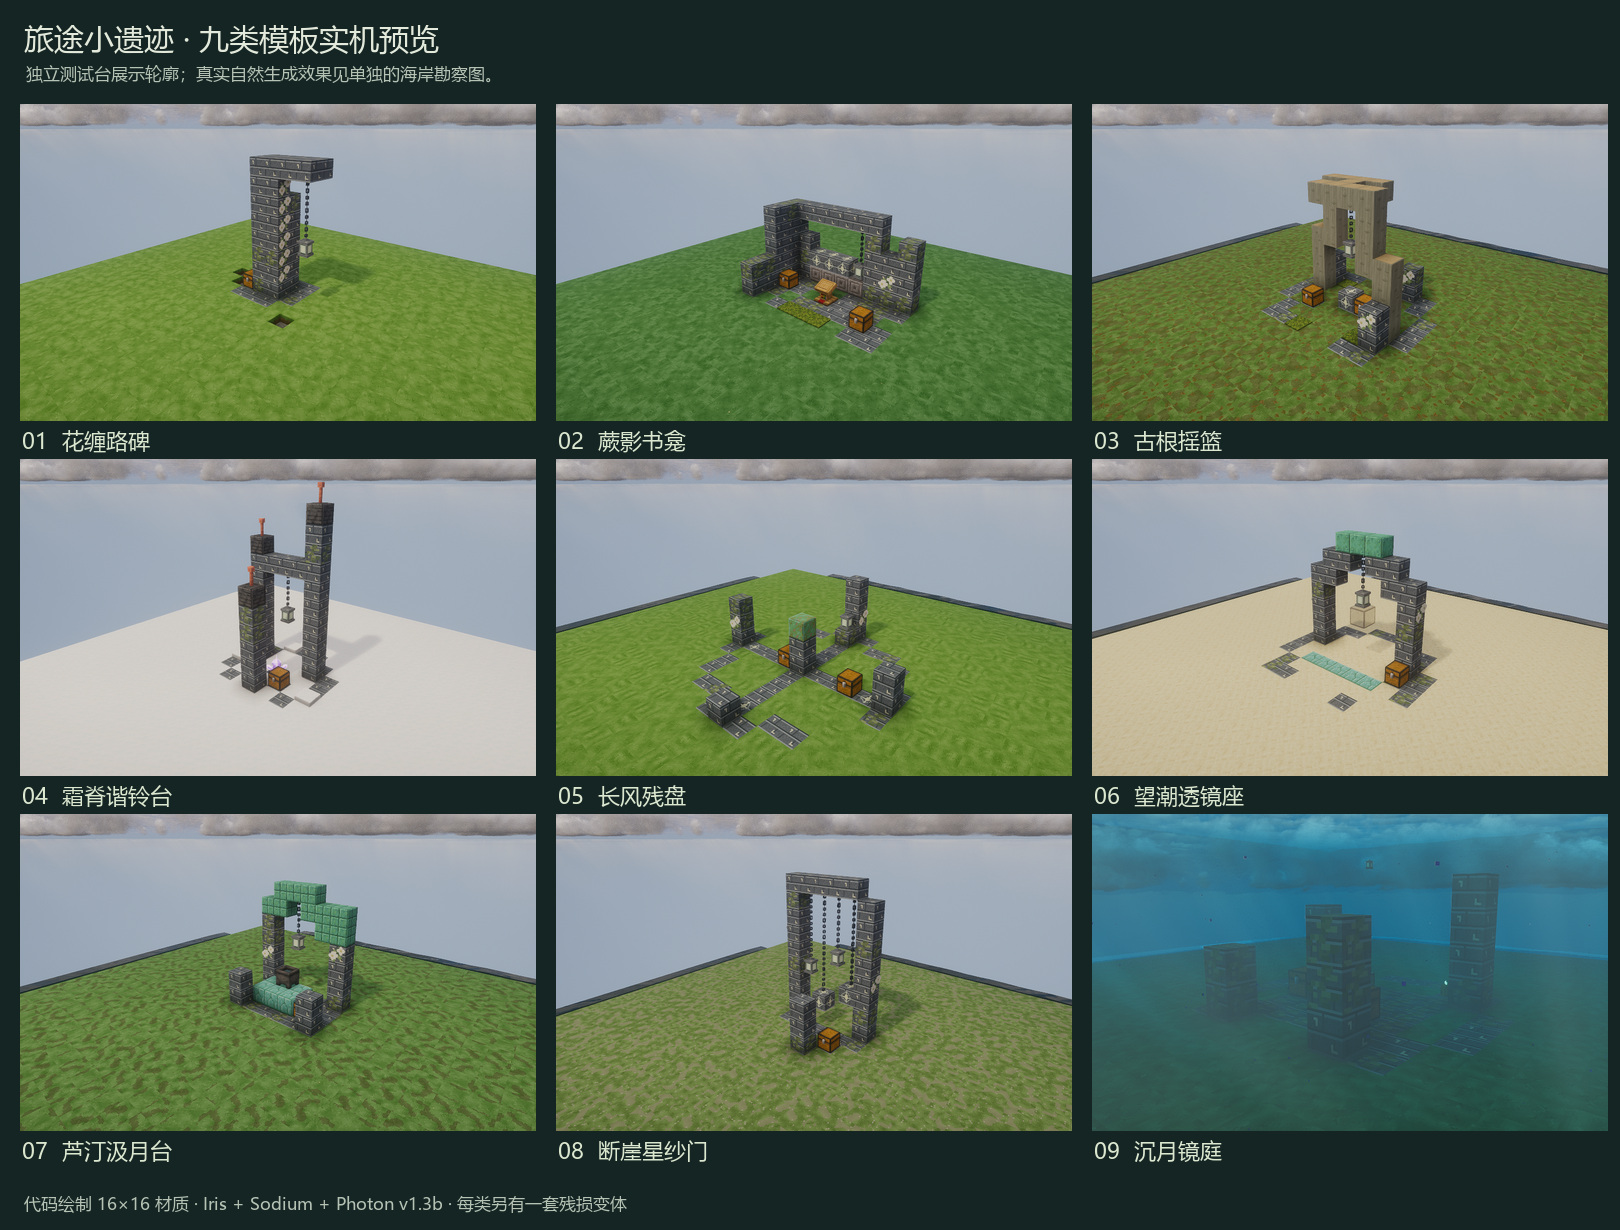 旅途小遗迹 · 九类模板实机预览
独立测试台展示轮廓；真实自然生成效果见单独的海岸勘察图。
01 花缠路碑
02 蕨影书龛
03 古根摇篮
04 霜脊谐铃台
05 长风残盘
06 望潮透镜座
07 芦汀汲月台
08 断崖星纱门
09 沉月镜庭
代码绘制 16×16 材质 · Iris + Sodium + Photon v1.3b · 每类另有一套残损变体